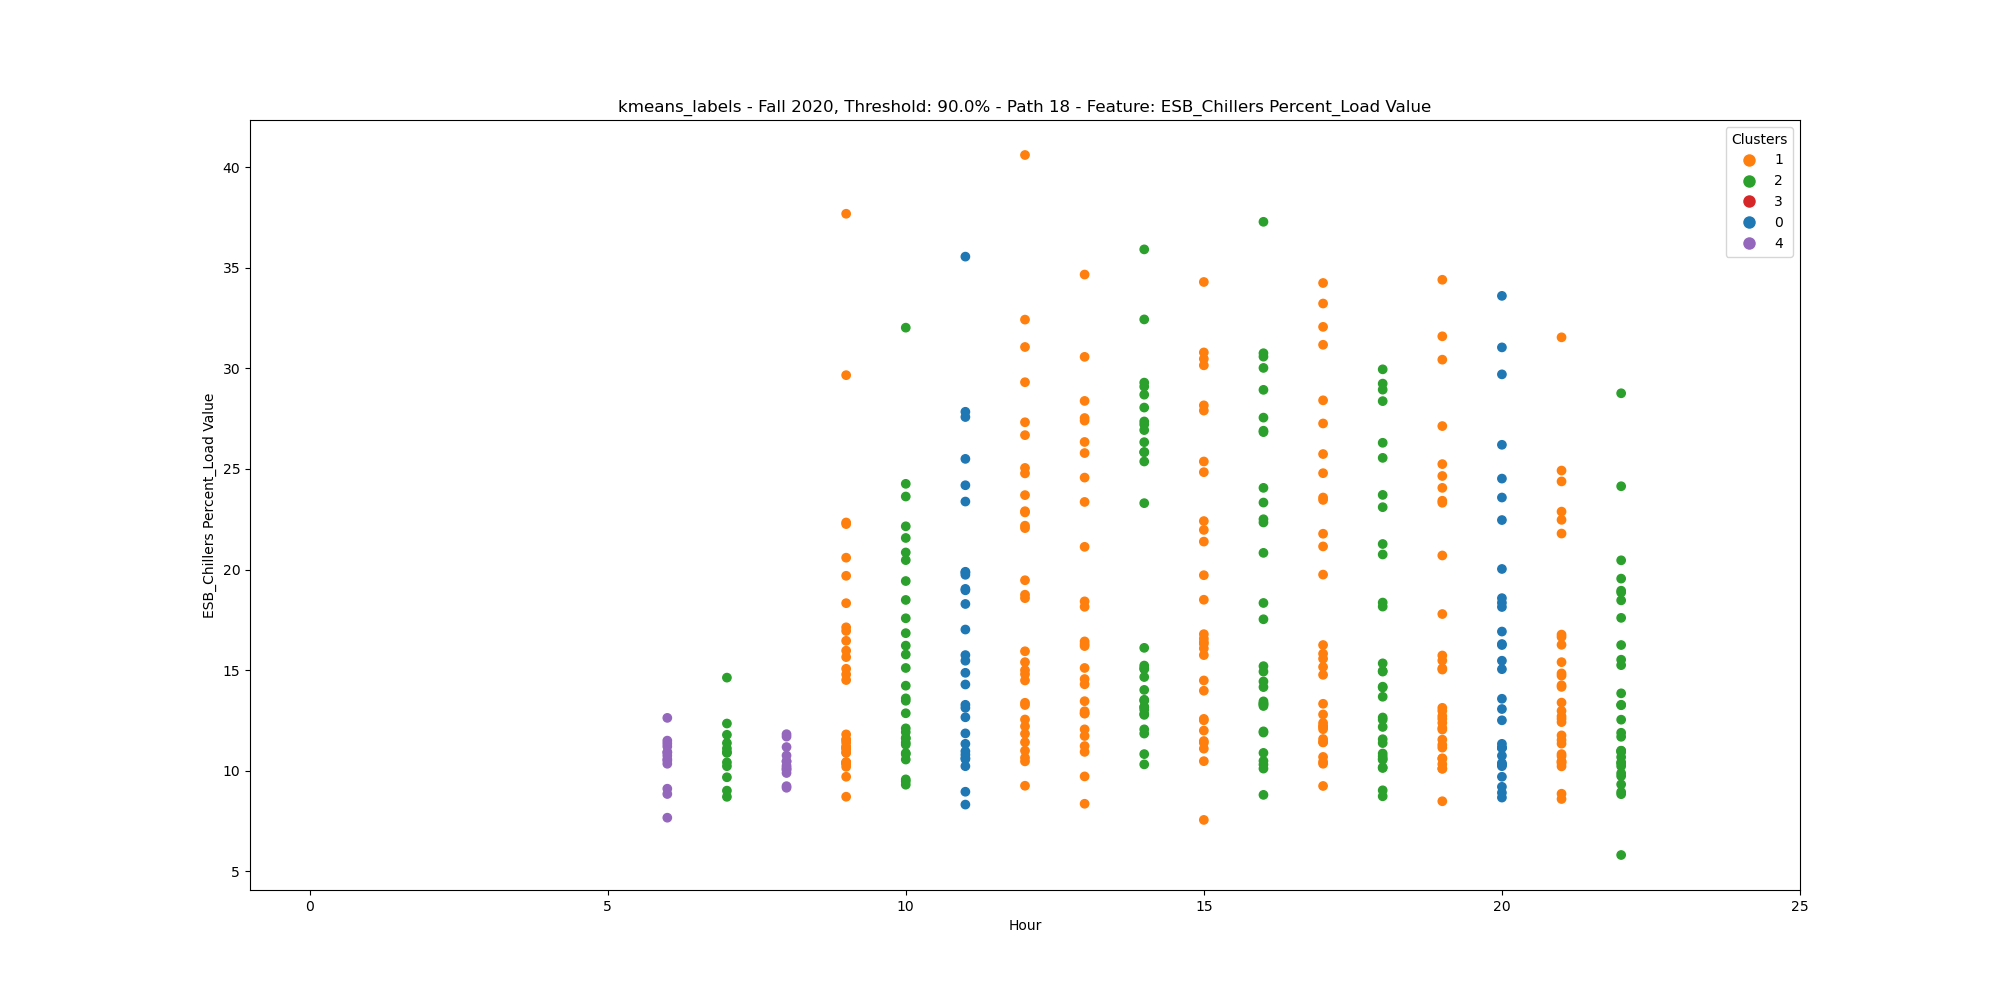 kmeans_labels - Fall 2020, Threshold: 90.0% - Path 18 - Feature: ESB_Chillers Percent_Load Value
Clusters
1
2
3
0
4
40
35
30
25
20
15
10
5
ESB_Chillers Percent_Load Value
0 5 10 15 20 25
Hour